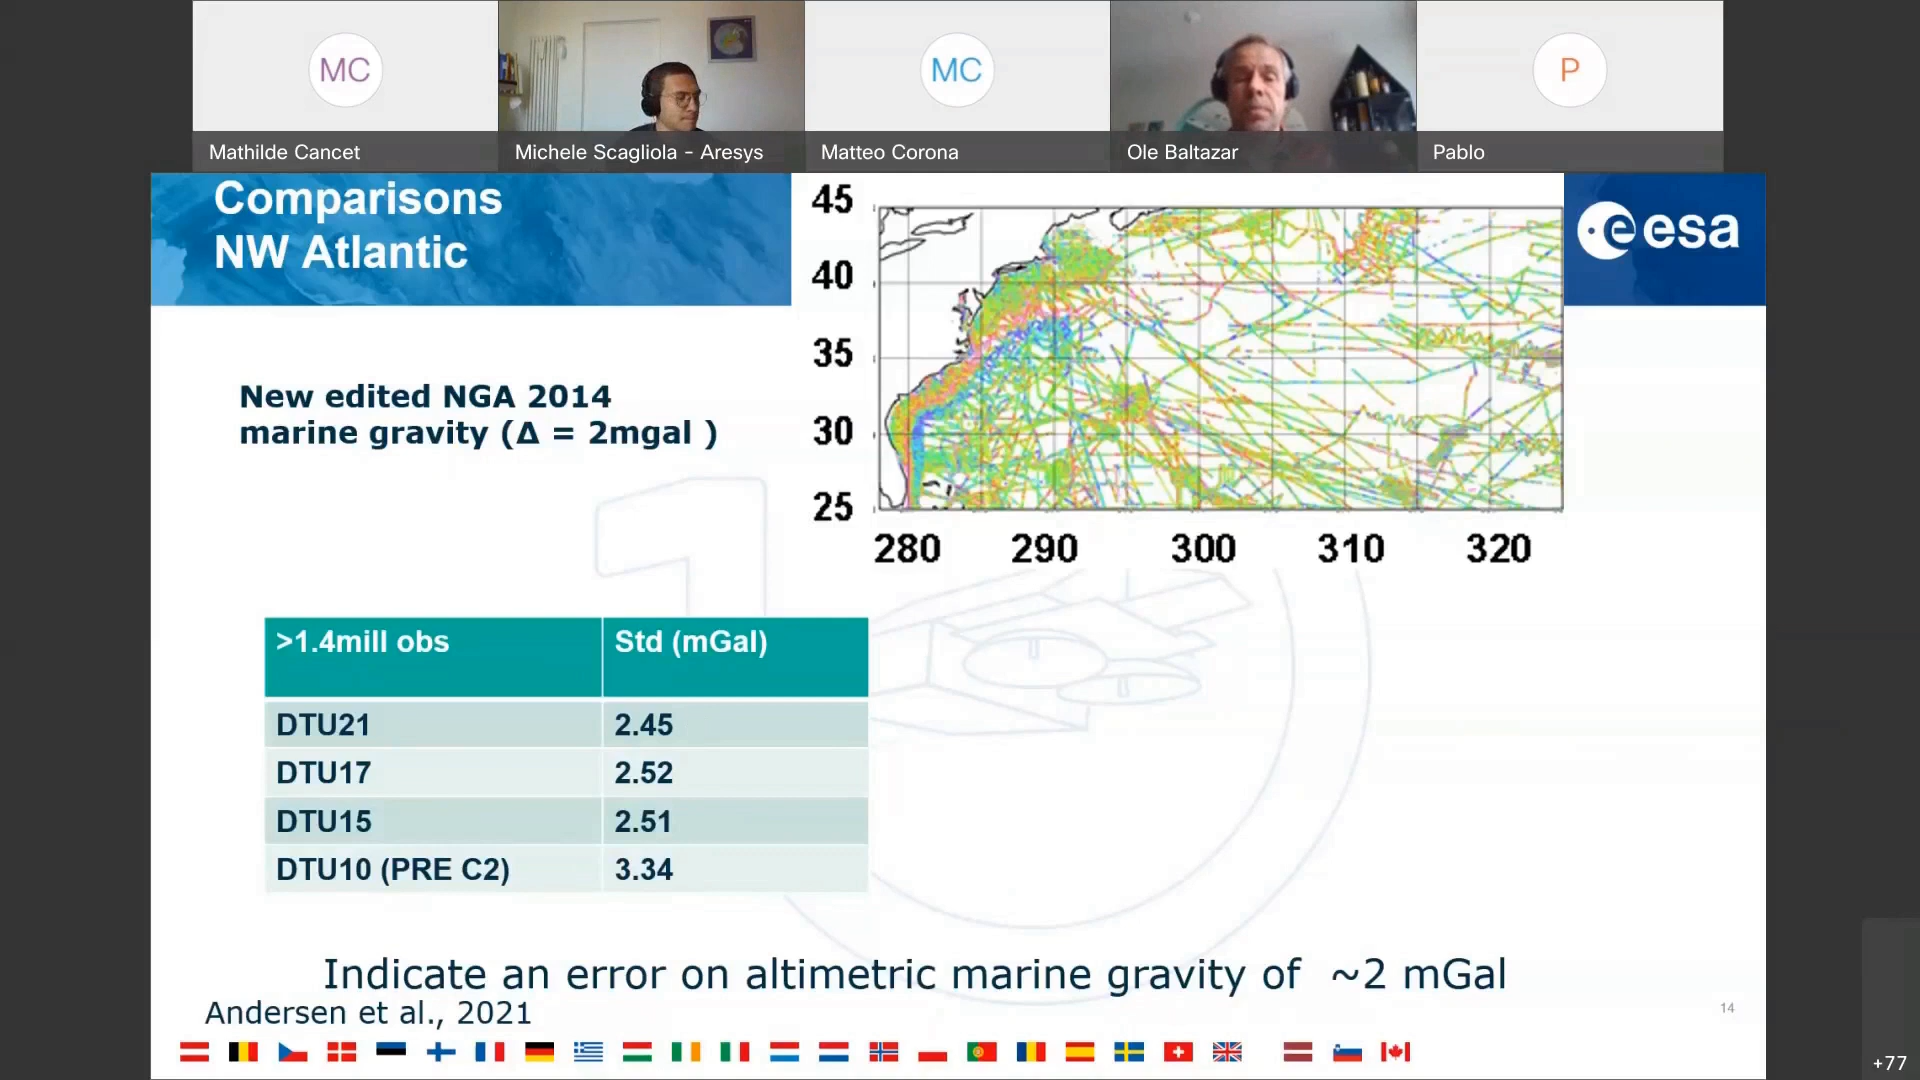 MC
MC
P
Mathilde Cancet
Michele Scagliola - Aresys
Matteo Corona
Ole Baltazar
Pablo
Comparisons
NW Atlantic
esa
45
40
35
30
25
280 290 300 310 320
New edited NGA 2014
marine gravity (Δ = 2mgal )
>1.4mill obs Std (mGal)
DTU21 2.45
DTU17 2.52
DTU15 2.51
DTU10 (PRE C2) 3.34
Indicate an error on altimetric marine gravity of ~2 mGal
Andersen et al., 2021
14
+77